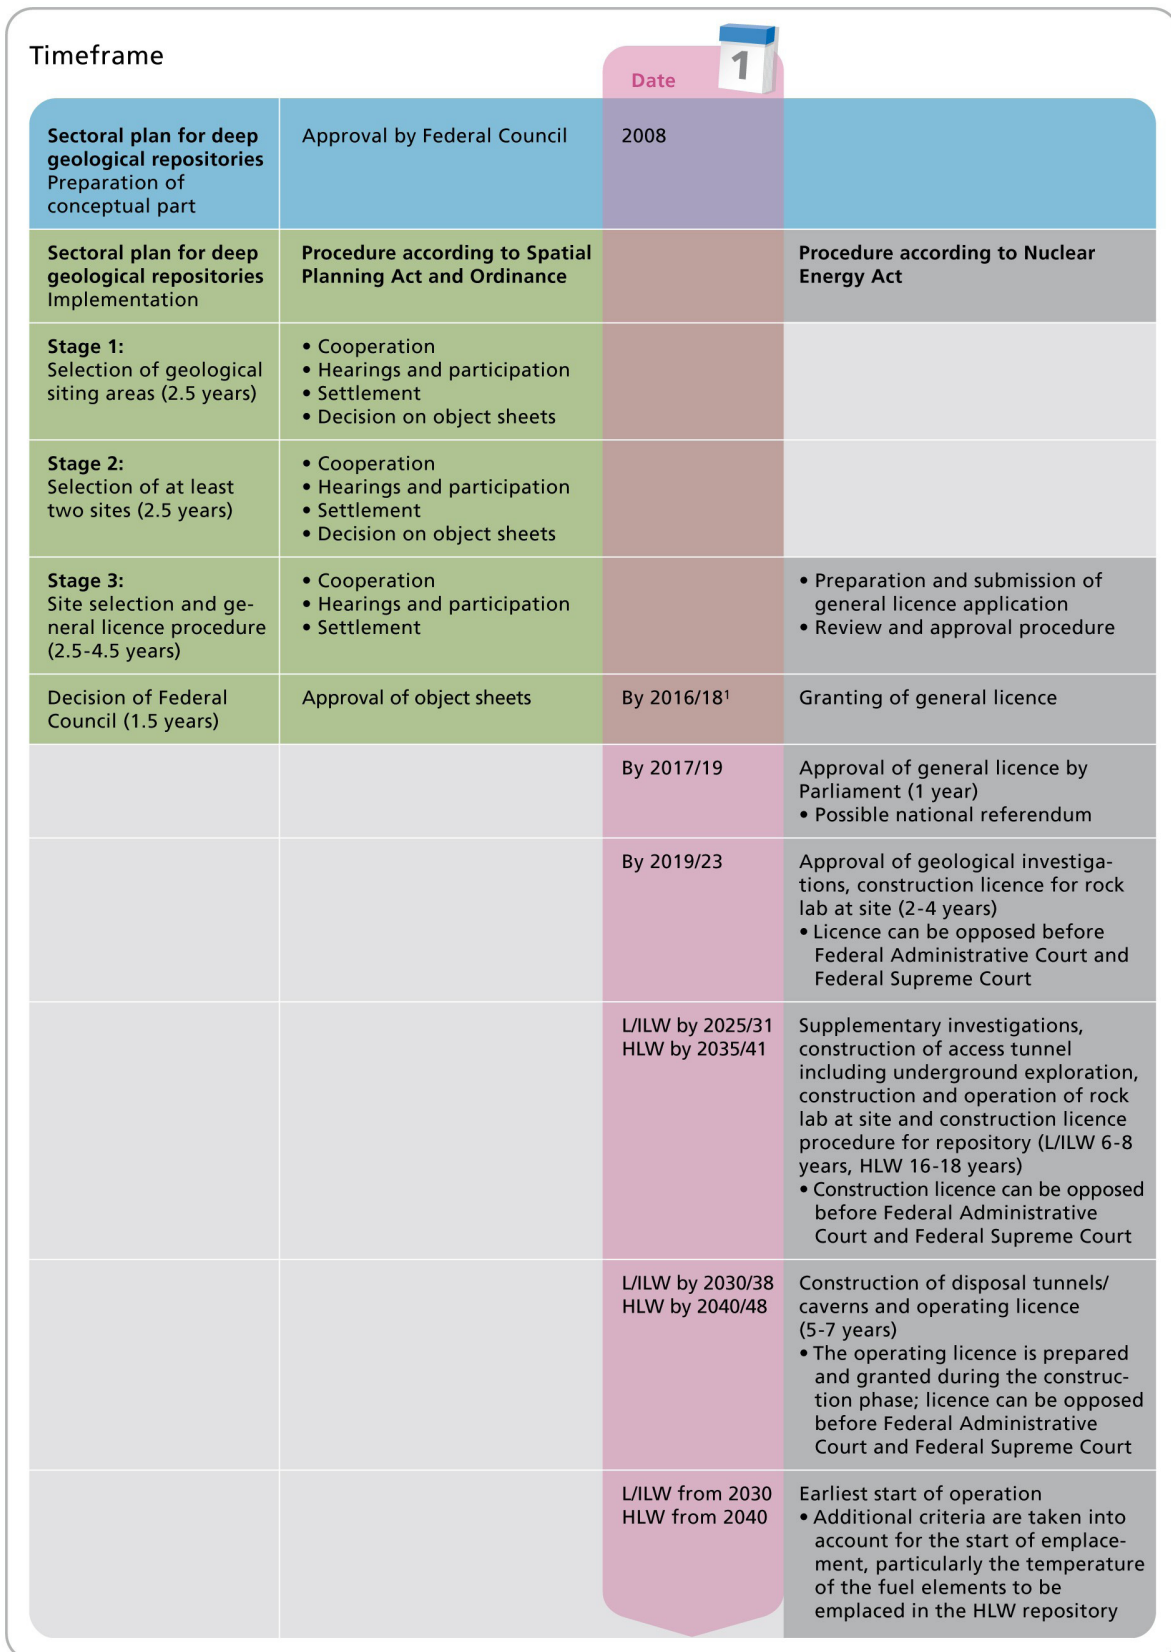 Timeframe
1
Date
Sectoral plan for deep
geological repositories
Preparation of
conceptual part
Approval by Federal Council
2008
Sectoral plan for deep
geological repositories
Implementation
Procedure according to Spatial
Planning Act and Ordinance
Procedure according to Nuclear
Energy Act
Stage 1:
Selection of geological
siting areas (2.5 years)
• Cooperation
• Hearings and participation
• Settlement
• Decision on object sheets
Stage 2:
Selection of at least
two sites (2.5 years)
• Cooperation
• Hearings and participation
• Settlement
• Decision on object sheets
Stage 3:
Site selection and ge-
neral licence procedure
(2.5-4.5 years)
• Cooperation
• Hearings and participation
• Settlement
• Preparation and submission of
general licence application
• Review and approval procedure
Decision of Federal
Council (1.5 years)
Approval of object sheets
By 2016/18¹
Granting of general licence
By 2017/19
Approval of general licence by
Parliament (1 year)
• Possible national referendum
By 2019/23
Approval of geological investiga-
tions, construction licence for rock
lab at site (2-4 years)
• Licence can be opposed before
Federal Administrative Court and
Federal Supreme Court
L/ILW by 2025/31
HLW by 2035/41
Supplementary investigations,
construction of access tunnel
including underground exploration,
construction and operation of rock
lab at site and construction licence
procedure for repository (L/ILW 6-8
years, HLW 16-18 years)
• Construction licence can be opposed
before Federal Administrative
Court and Federal Supreme Court
L/ILW by 2030/38
HLW by 2040/48
Construction of disposal tunnels/
caverns and operating licence
(5-7 years)
• The operating licence is prepared
and granted during the construc-
tion phase; licence can be opposed
before Federal Administrative
Court and Federal Supreme Court
L/ILW from 2030
HLW from 2040
Earliest start of operation
• Additional criteria are taken into
account for the start of emplace-
ment, particularly the temperature
of the fuel elements to be
emplaced in the HLW repository